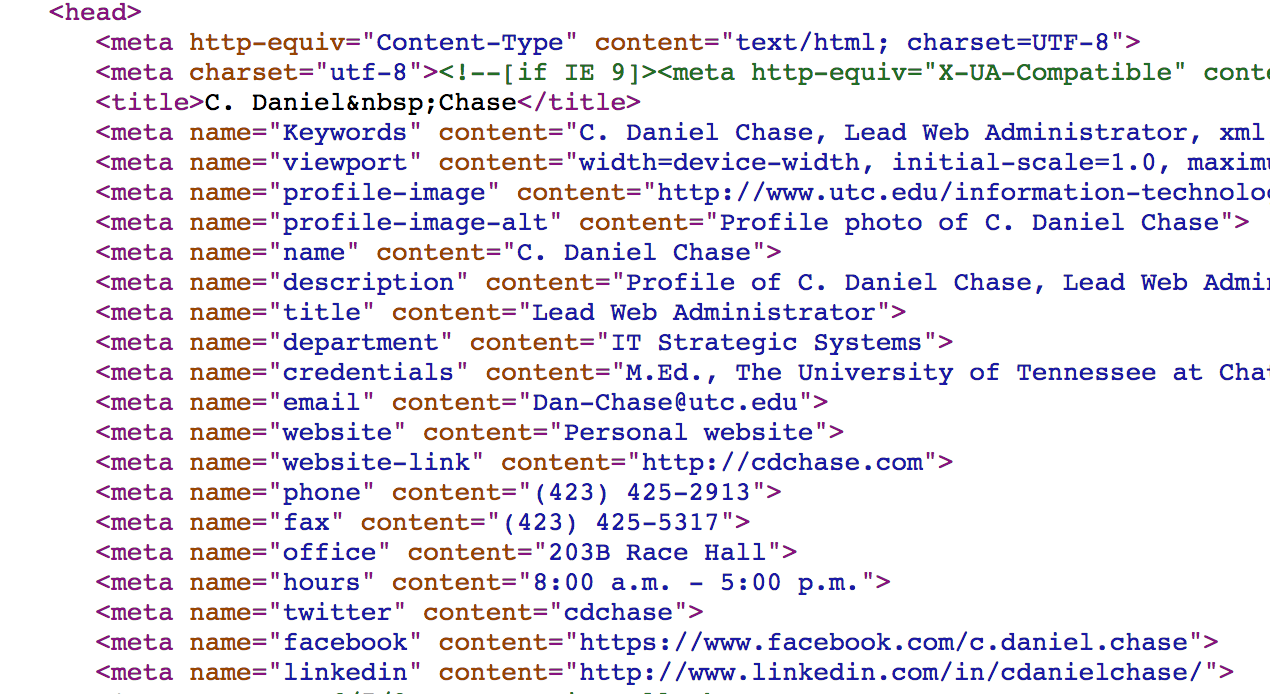 <head>
<meta http-equiv="Content-Type" content="text/html; charset=UTF-8">
<meta charset="utf-8"><!--[if IE 9]><meta http-equiv="X-UA-Compatible" conte
<title>C. Daniel&nbsp;Chase</title>
<meta name="Keywords" content="C. Daniel Chase, Lead Web Administrator, xml
<meta name="viewport" content="width=device-width, initial-scale=1.0, maximu
<meta name="profile-image" content="http://www.utc.edu/information-technolo
<meta name="profile-image-alt" content="Profile photo of C. Daniel Chase">
<meta name="name" content="C. Daniel Chase">
<meta name="description" content="Profile of C. Daniel Chase, Lead Web Admi
<meta name="title" content="Lead Web Administrator">
<meta name="department" content="IT Strategic Systems">
<meta name="credentials" content="M.Ed., The University of Tennessee at Chat
<meta name="email" content="Dan-Chase@utc.edu">
<meta name="website" content="Personal website">
<meta name="website-link" content="http://cdchase.com">
<meta name="phone" content="(423) 425-2913">
<meta name="fax" content="(423) 425-5317">
<meta name="office" content="203B Race Hall">
<meta name="hours" content="8:00 a.m. - 5:00 p.m.">
<meta name="twitter" content="cdchase">
<meta name="facebook" content="https://www.facebook.com/c.daniel.chase">
<meta name="linkedin" content="http://www.linkedin.com/in/cdanielchase/">